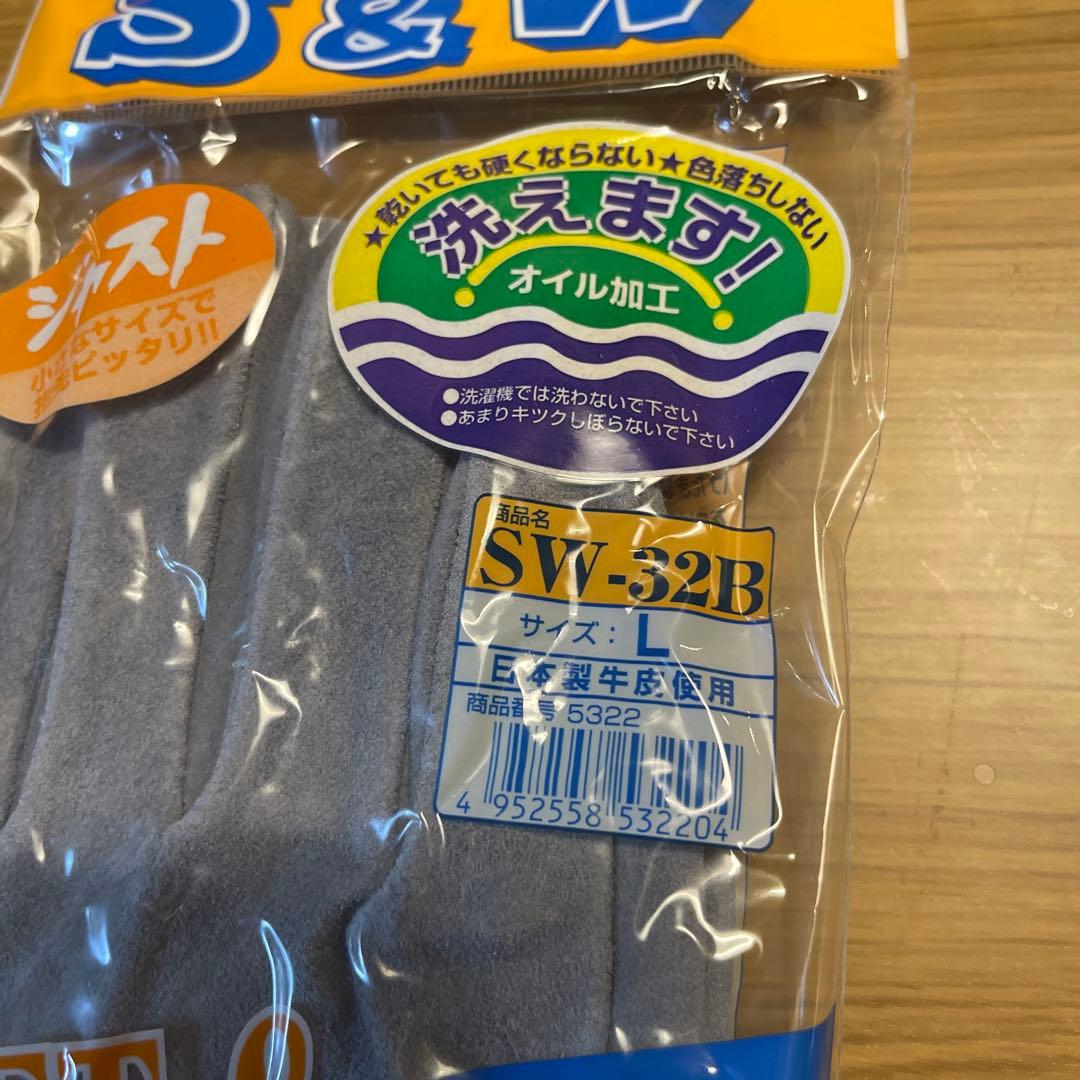 S & W
★乾いても硬くならない★色落ちしない
洗えます!
オイル加工
●洗濯機では洗わないで下さい
●あまりキツクしぼらないで下さい
ジャスト
小さなサイズで
ピッタリ!!
商品名
SW-32B
サイズ: L
日本製牛皮使用
商品番号 5322
4 952558 532204